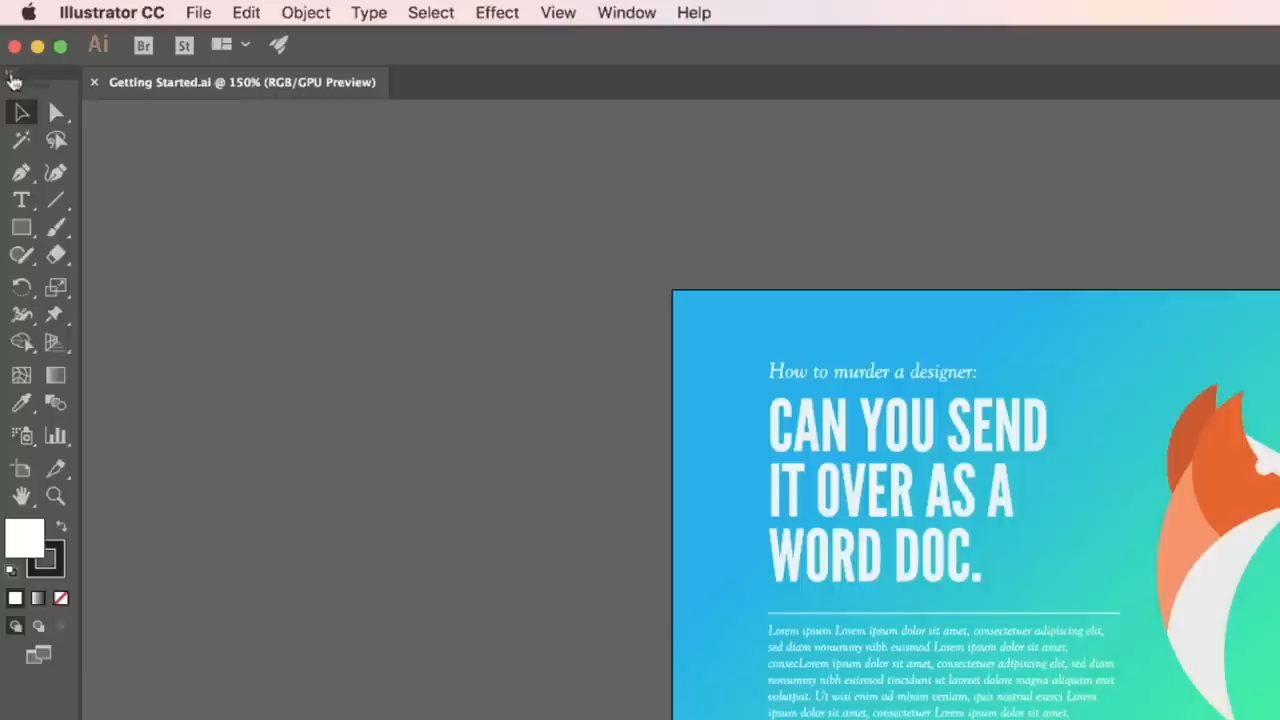 Illustrator CC File Edit Object Type Select Effect View Window Help
Ai Br St
× Getting Started.ai @ 150% (RGB/GPU Preview)
T
How to murder a designer:
CAN YOU SEND
IT OVER AS A
WORD DOC.
Lorem ipsum Lorem ipsum dolor sit amet, consectetuer adipiscing elit,
sed diam nonummy nibh euismod Lorem ipsum dolor sit amet,
consecLorem ipsum dolor sit amet, consectetuer adipiscing elit, sed diam
nonummy nibh euismod tincidunt ut laoreet dolore magna aliquam erat
volutpat. Ut wisi enim ad minim veniam, quis nostrud exerci Lorem
ipsum dolor sit amet, Lorem ipsum dolor sit amet,